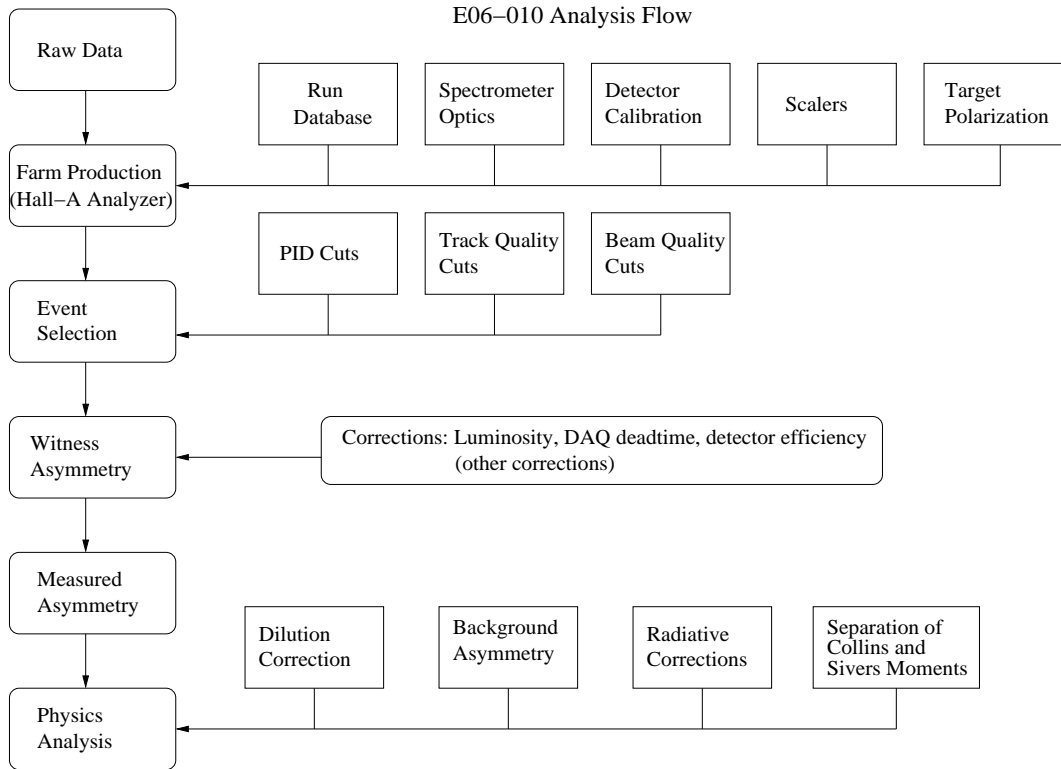 E06−010 Analysis Flow
Raw Data
Run
Database
Spectrometer
Optics
Detector
Calibration
Scalers
Target
Polarization
Farm Production
(Hall−A Analyzer)
PID Cuts
Track Quality
Cuts
Beam Quality
Cuts
Event
Selection
Witness
Asymmetry
Corrections: Luminosity, DAQ deadtime, detector efficiency
(other corrections)
Measured
Asymmetry
Dilution
Correction
Background
Asymmetry
Radiative
Corrections
Separation of
Collins and
Sivers Moments
Physics
Analysis